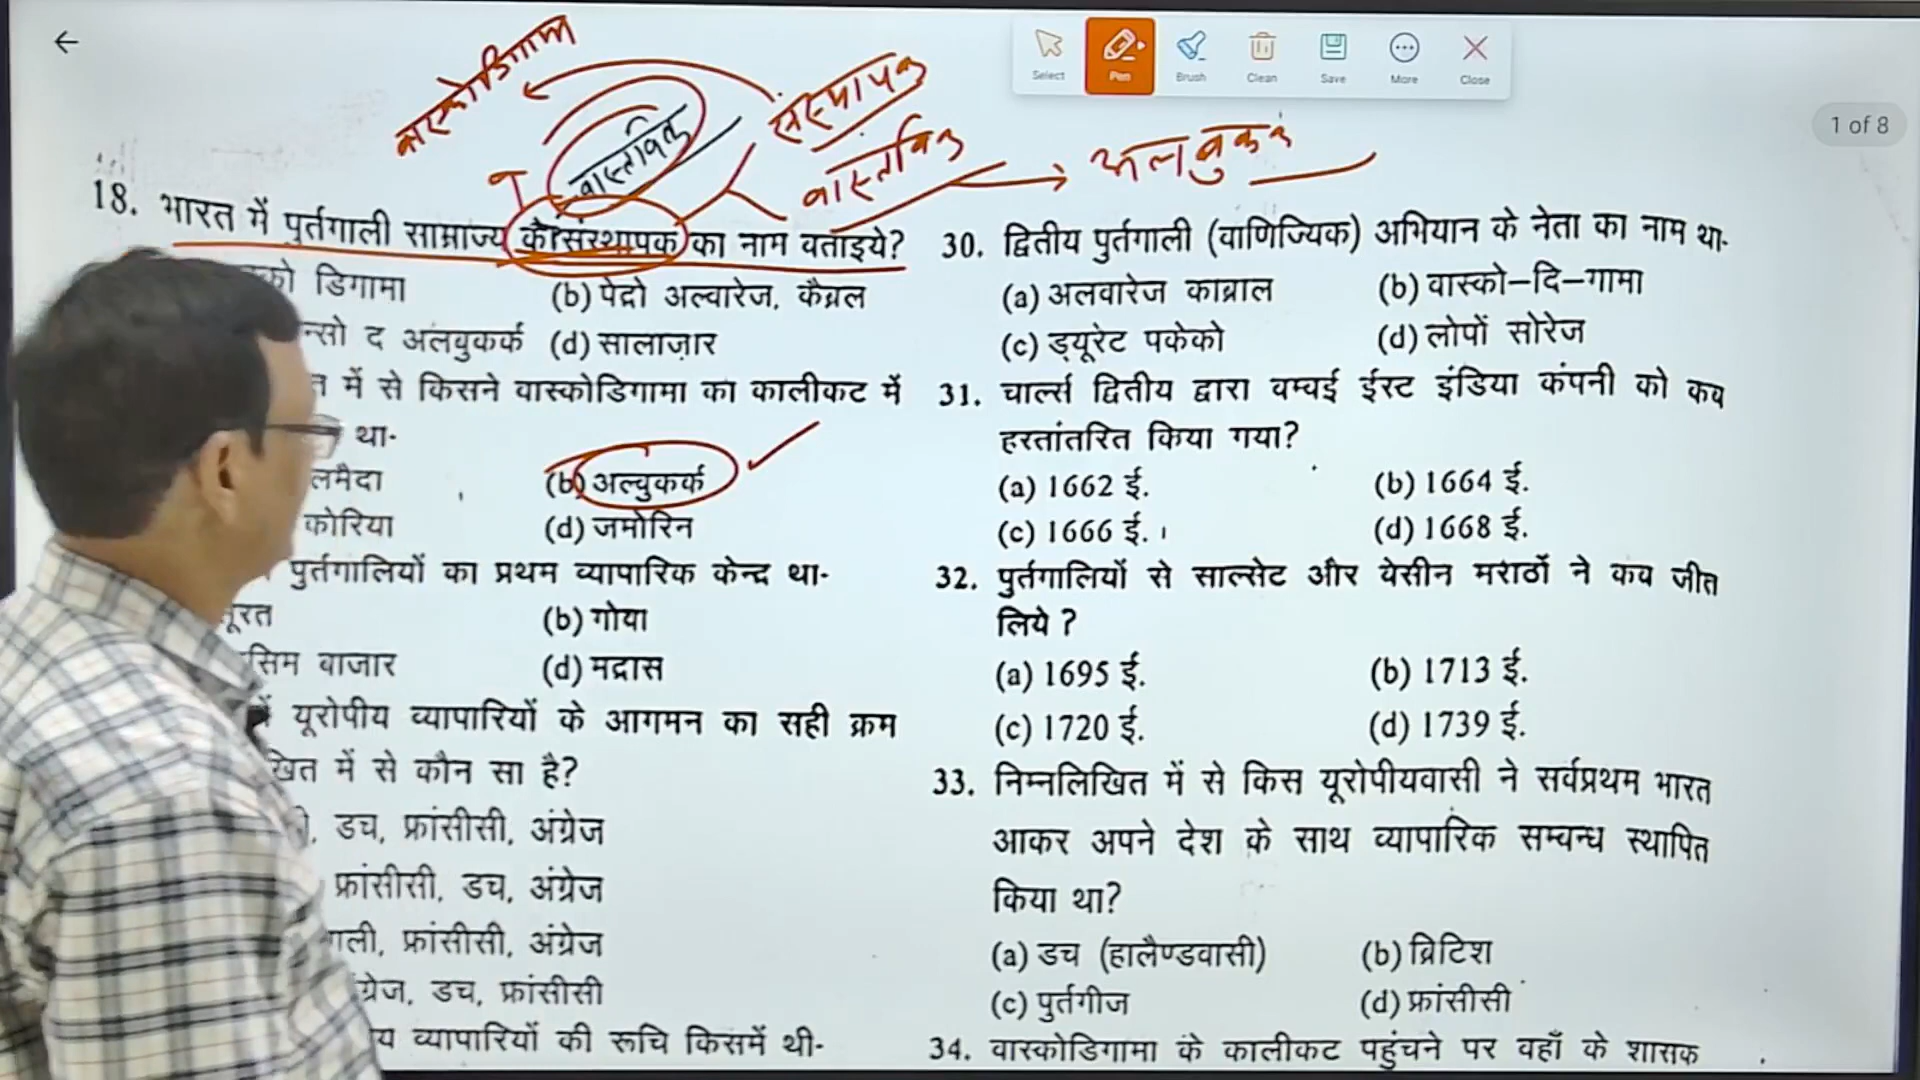 Select Pen Brush Clean Save More Close
1 of 8
वास्कोडिगामा
संस्थापक
वास्तविक
वास्तविक
अलबुकर्क
18. भारत में पुर्तगाली साम्राज्य के संस्थापक का नाम बताइये?
को डिगामा (b) पेद्रो अल्वारेज, कैब्रल
न्सो द अलबुकर्क (d) सालाज़ार
त में से किसने वास्कोडिगामा का कालीकट में
था-
लमैदा (b) अल्बुकर्क
कोरिया (d) जमोरिन
पुर्तगालियों का प्रथम व्यापारिक केन्द्र था-
सूरत (b) गोवा
सिम बाजार (d) मद्रास
में यूरोपीय व्यापारियों के आगमन का सही क्रम
खित में से कौन सा है?
डच, फ्रांसीसी, अंग्रेज
फ्रांसीसी, डच, अंग्रेज
गाली, फ्रांसीसी, अंग्रेज
ग्रेज, डच, फ्रांसीसी
य व्यापारियों की रूचि किसमें थी-
30. द्वितीय पुर्तगाली (वाणिज्यिक) अभियान के नेता का नाम था-
(a) अलवारेज काब्राल (b) वास्को-दि-गामा
(c) ड्यूरेट पकेको (d) लोपों सोरेज
31. चार्ल्स द्वितीय द्वारा बम्बई ईस्ट इंडिया कंपनी को कब
हस्तांतरित किया गया?
(a) 1662 ई. (b) 1664 ई.
(c) 1666 ई. (d) 1668 ई.
32. पुर्तगालियों से साल्सेट और बेसीन मराठों ने कब जीत
लिये ?
(a) 1695 ई. (b) 1713 ई.
(c) 1720 ई. (d) 1739 ई.
33. निम्नलिखित में से किस यूरोपीयवासी ने सर्वप्रथम भारत
आकर अपने देश के साथ व्यापारिक सम्बन्ध स्थापित
किया था?
(a) डच (हालैण्डवासी) (b) ब्रिटिश
(c) पुर्तगीज (d) फ्रांसीसी
34. वास्कोडिगामा के कालीकट पहुंचने पर वहाँ के शासक